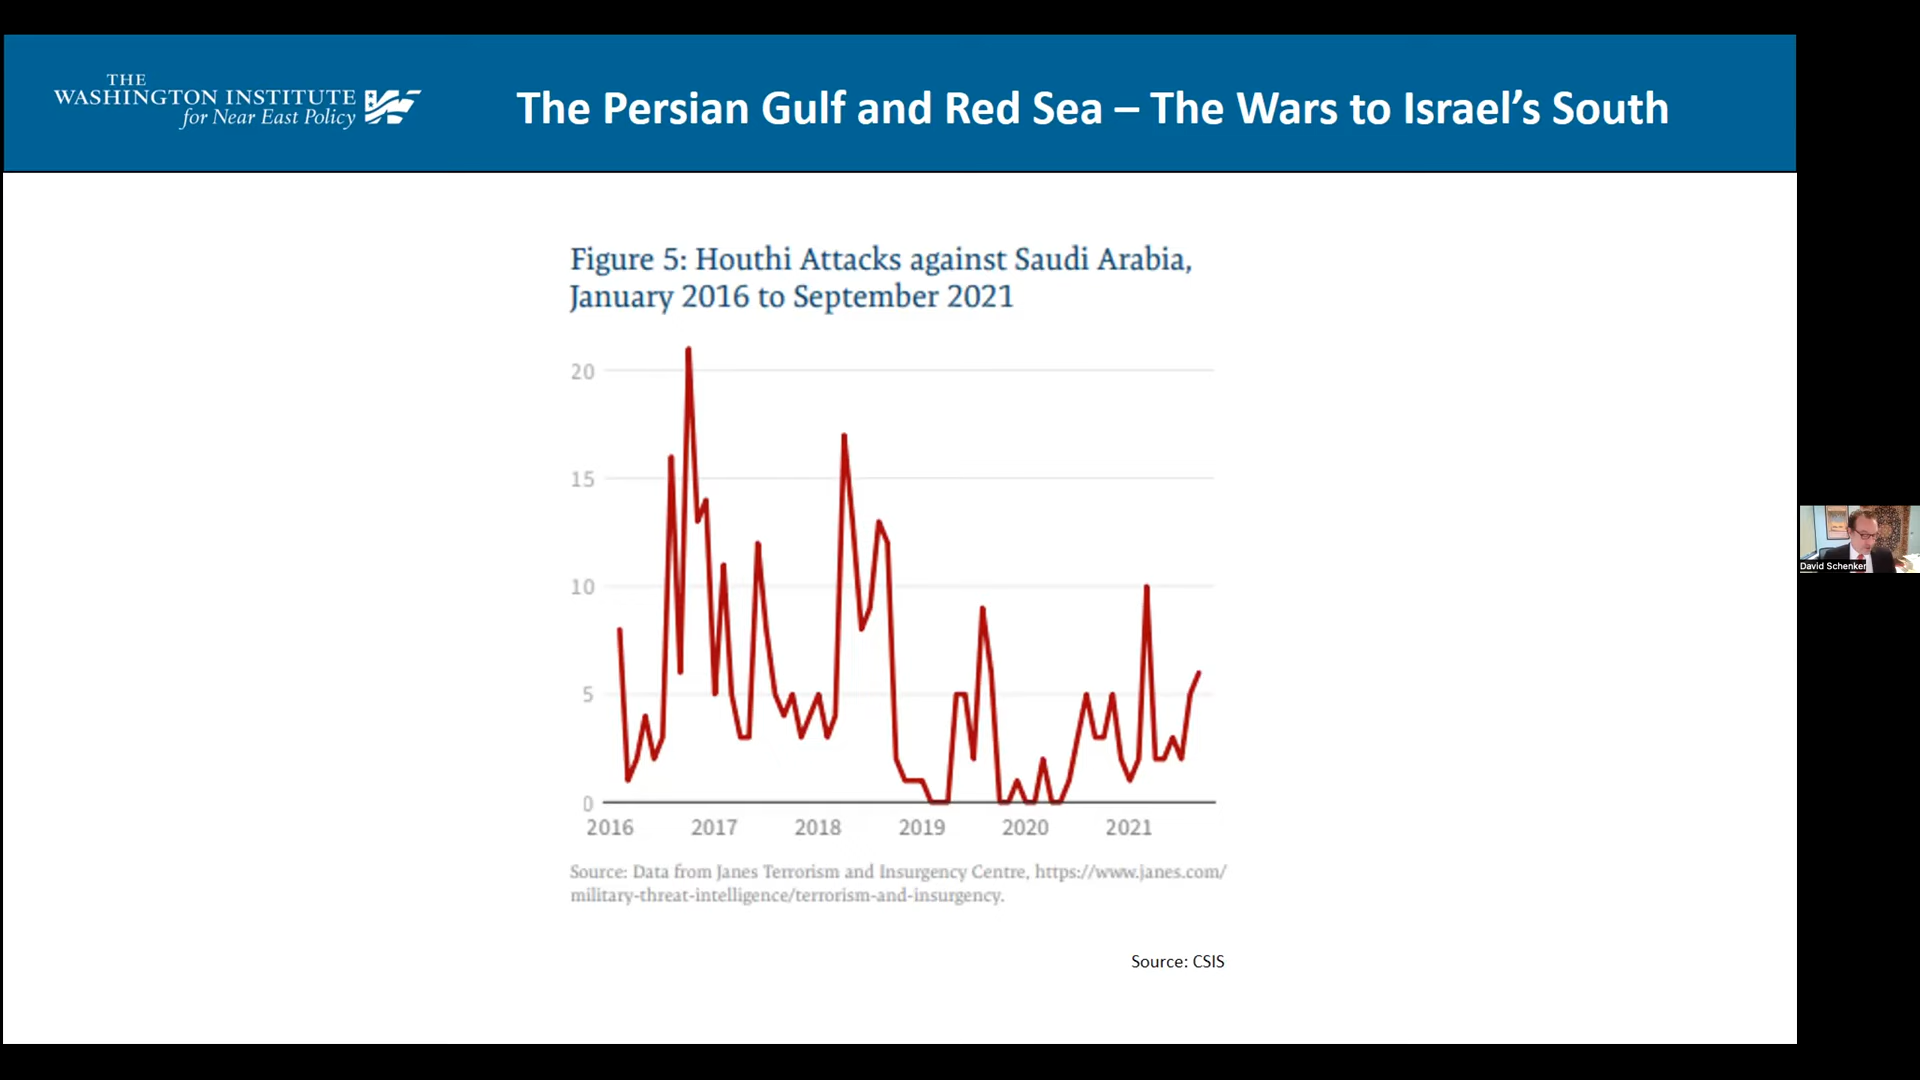 THE
WASHINGTON INSTITUTE
for Near East Policy
The Persian Gulf and Red Sea – The Wars to Israel’s South
Figure 5: Houthi Attacks against Saudi Arabia,
January 2016 to September 2021
20
15
10
5
0
2016 2017 2018 2019 2020 2021
Source: Data from Janes Terrorism and Insurgency Centre, https://www.janes.com/
military-threat-intelligence/terrorism-and-insurgency.
Source: CSIS
David Schenker